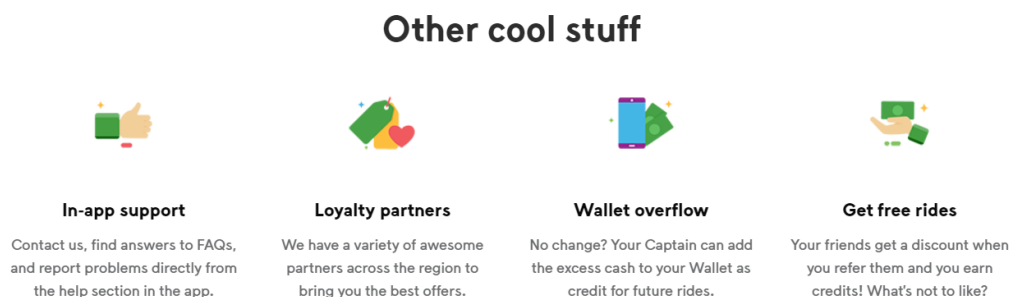 Other cool stuff
In-app support
Contact us, find answers to FAQs,
and report problems directly from
the help section in the app.
Loyalty partners
We have a variety of awesome
partners across the region to
bring you the best offers.
Wallet overflow
No change? Your Captain can add
the excess cash to your Wallet as
credit for future rides.
Get free rides
Your friends get a discount when
you refer them and you earn
credits! What's not to like?